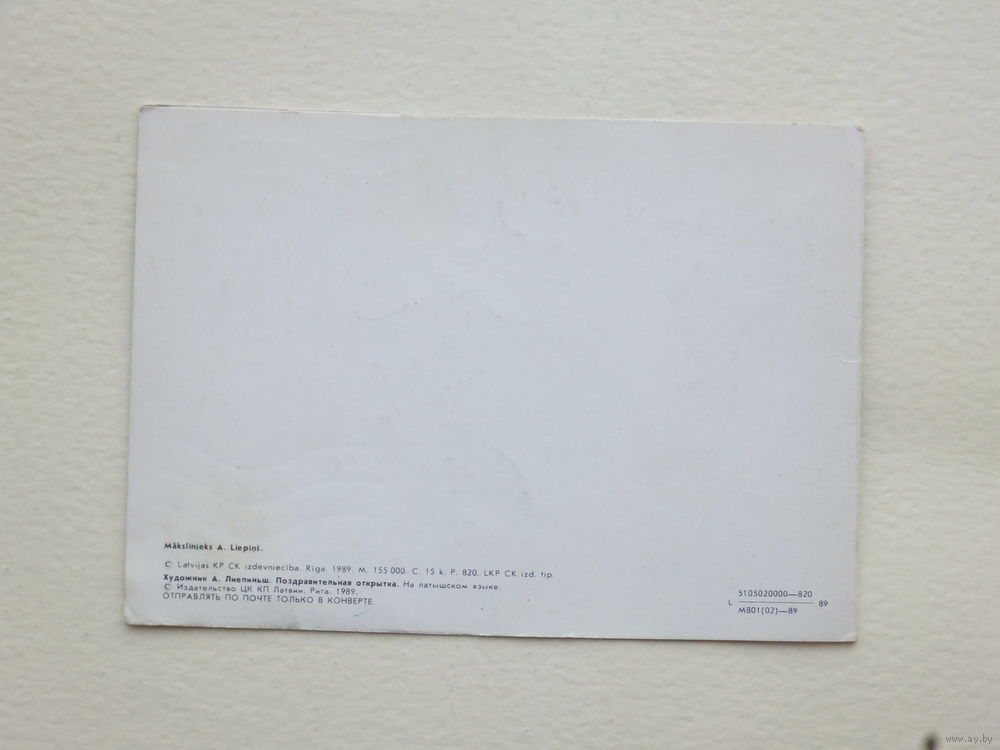 Mākslinieks A. Liepiņš.
© Latvijas KP CK izdevniecība. Rīga. 1989. M. 155 000. C. 15 k. P. 820. LKP CK izd. tip.
Художник А. Лиепиньш. Поздравительная открытка. На латышском языке.
© Издательство ЦК КП Латвии. Рига. 1989.
ОТПРАВЛЯТЬ ПО ПОЧТЕ ТОЛЬКО В КОНВЕРТЕ.
5105020000—820
L 89
M801(02)—89
www.ay.by